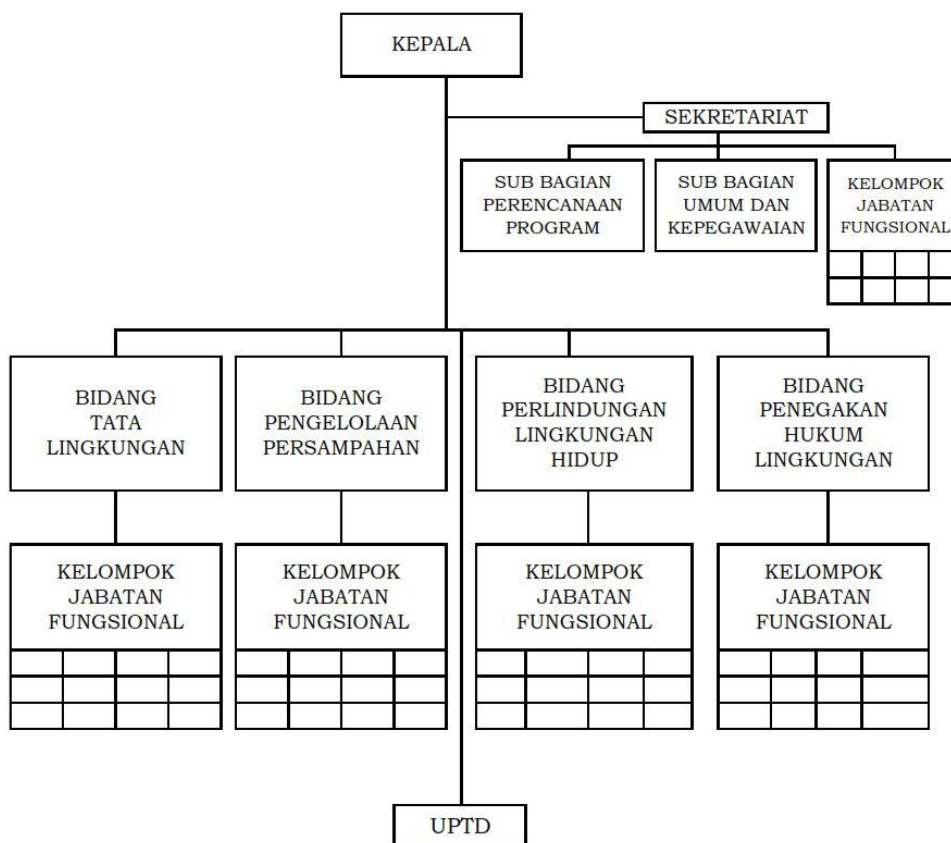 KEPALA
SEKRETARIAT
SUB BAGIAN
PERENCANAAN
PROGRAM
SUB BAGIAN
UMUM DAN
KEPEGAWAIAN
KELOMPOK
JABATAN
FUNGSIONAL
BIDANG
TATA
LINGKUNGAN
BIDANG
PENGELOLAAN
PERSAMPAHAN
BIDANG
PERLINDUNGAN
LINGKUNGAN
HIDUP
BIDANG
PENEGAKAN
HUKUM
LINGKUNGAN
KELOMPOK
JABATAN
FUNGSIONAL
KELOMPOK
JABATAN
FUNGSIONAL
KELOMPOK
JABATAN
FUNGSIONAL
KELOMPOK
JABATAN
FUNGSIONAL
UPTD